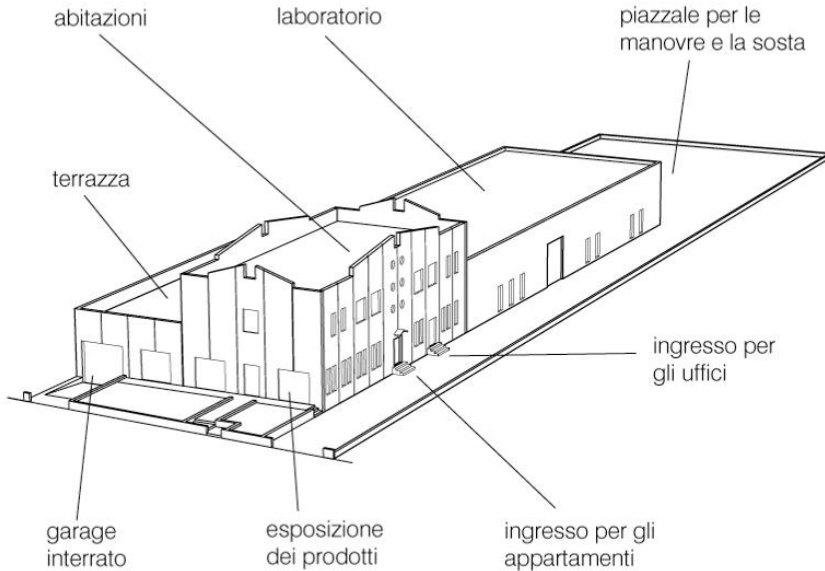 abitazioni
laboratorio
piazzale per le
manovre e la sosta
terrazza
ingresso per
gli uffici
garage
interrato
esposizione
dei prodotti
ingresso per gli
appartamenti